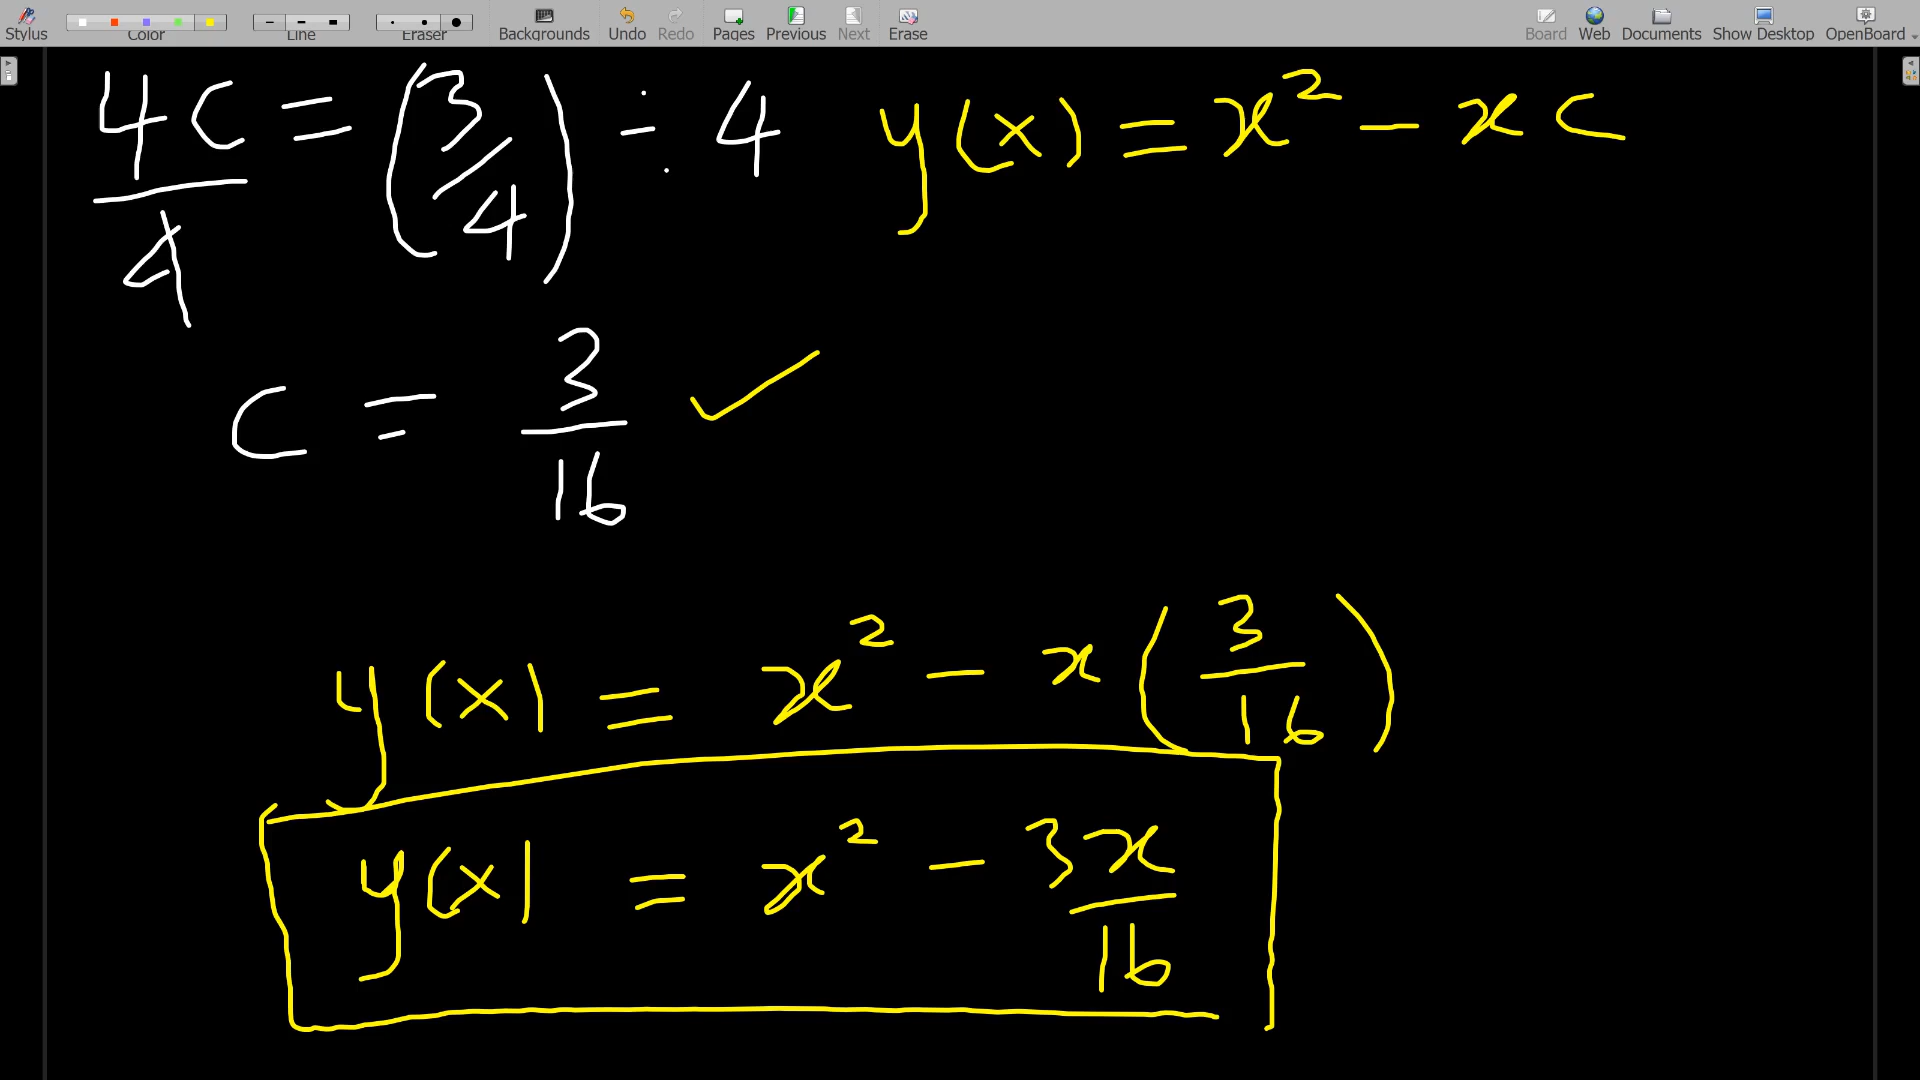 Stylus Color Line Eraser Backgrounds Undo Redo Pages Previous Next Erase Board Web Documents Show Desktop OpenBoard
4C/4 = (3/4) ÷ 4
y(x) = x² - xC
C = 3/16 ✓
y(x) = x² - x(3/16)
y(x) = x² - 3x/16